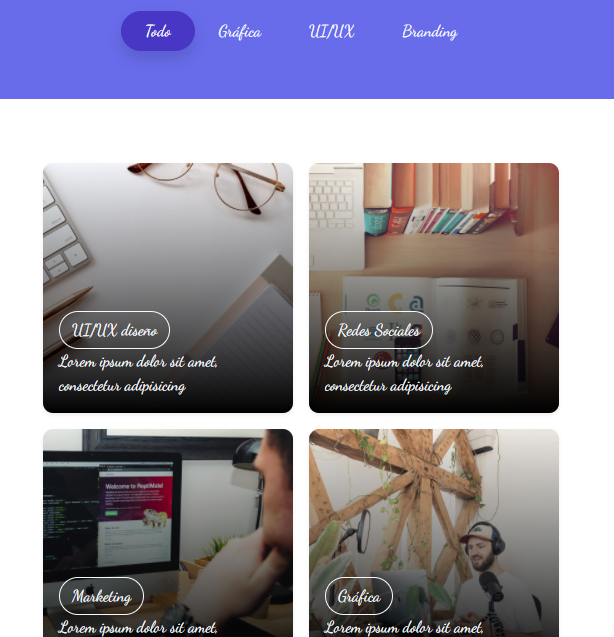 Todo
Gráfica
UI/UX
Branding
UI/UX diseño
Lorem ipsum dolor sit amet,
consectetur adipisicing
Redes Sociales
Lorem ipsum dolor sit amet,
consectetur adipisicing
Welcome to ReptiMate!
Marketing
Lorem ipsum dolor sit amet,
Gráfica
Lorem ipsum dolor sit amet,